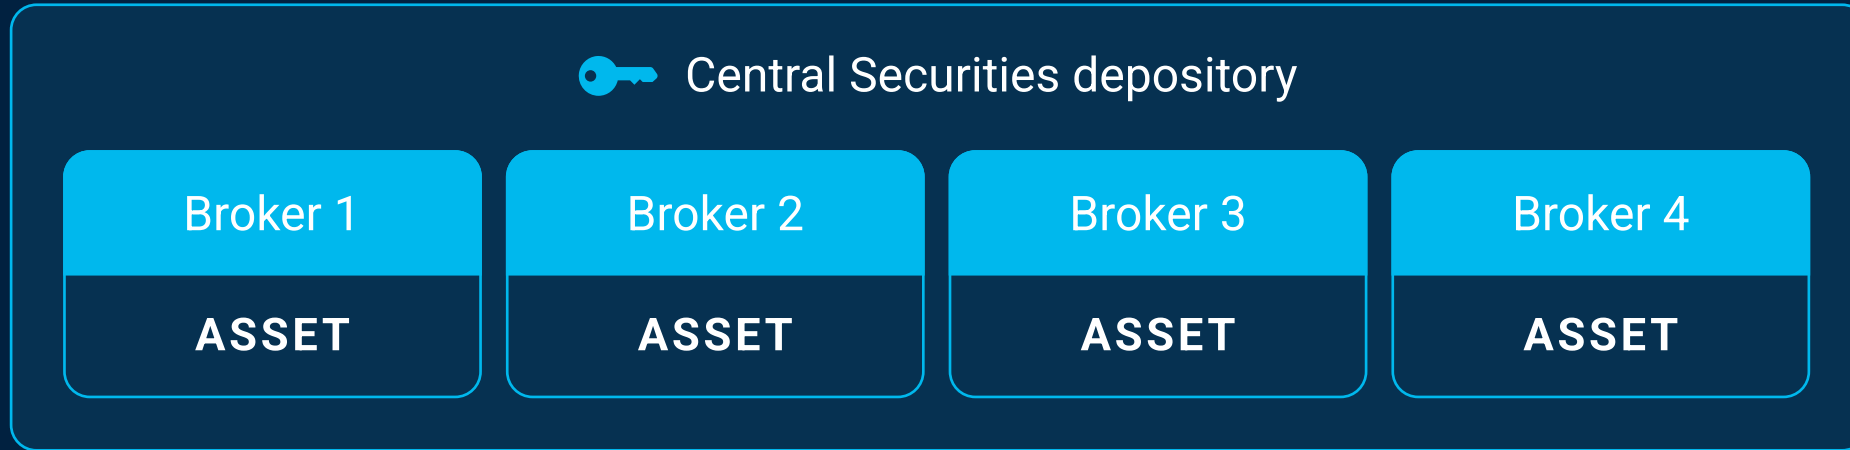 Central Securities depository
Broker 1
Broker 2
Broker 3
Broker 4
ASSET
ASSET
ASSET
ASSET